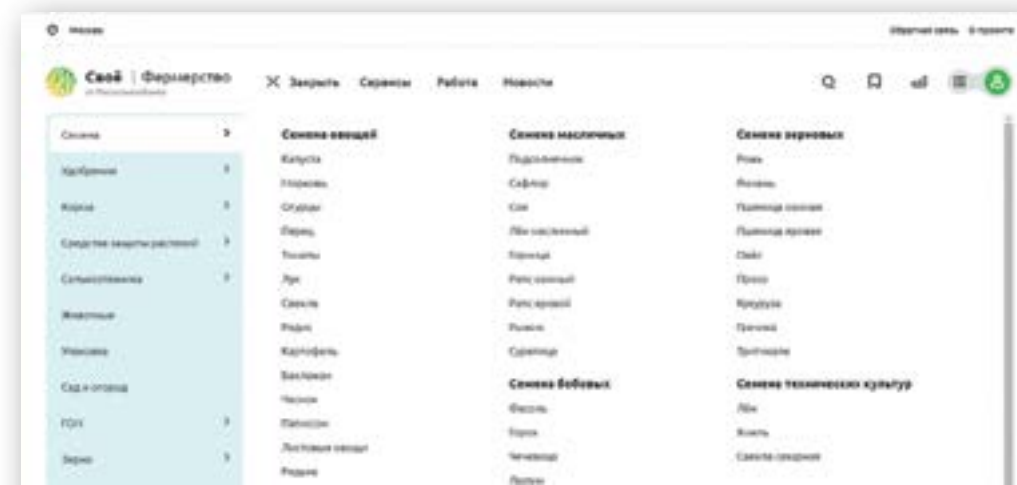 Москва
Обратная связь О проекте
Своё | Фермерство
от Россельхозбанка
Закрыть Сервисы Работа Новости
Семена
Удобрения
Корма
Средства защиты растений
Сельхозтехника
Животные
Упаковка
Сад и огород
ГСМ
Зерно
Семена овощей
Капуста
Морковь
Огурцы
Перец
Томаты
Лук
Свекла
Редис
Картофель
Баклажан
Чеснок
Патиссон
Листовые овощи
Редька
Семена масличных
Подсолнечник
Сафлор
Соя
Лён масличный
Горчица
Рапс озимый
Рапс яровой
Рыжик
Сурепица
Семена бобовых
Фасоль
Горох
Чечевица
Люпин
Семена зерновых
Рожь
Ячмень
Пшеница озимая
Пшеница яровая
Овёс
Просо
Кукуруза
Гречиха
Тритикале
Семена технических культур
Лён
Свекла сахарная